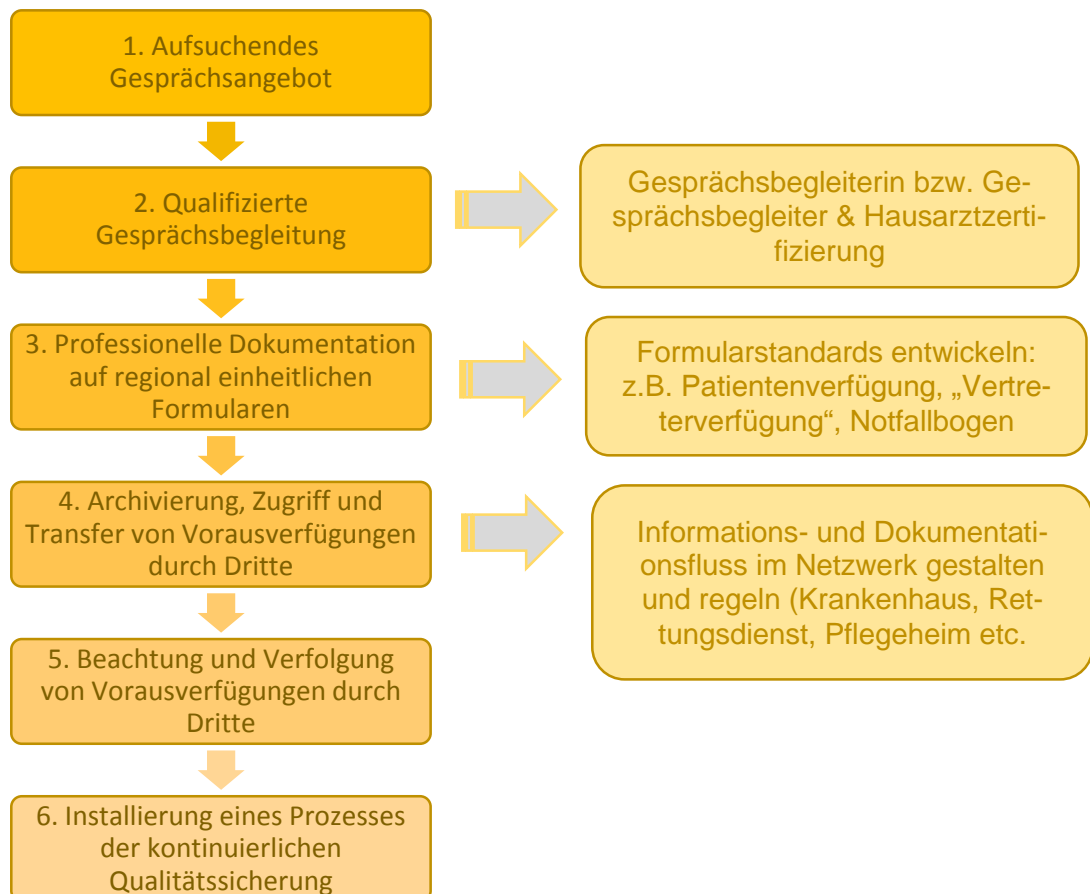 1. Aufsuchendes
Gesprächsangebot
2. Qualifizierte
Gesprächsbegleitung
Gesprächsbegleiterin bzw. Ge-
sprächsbegleiter & Hausarztzerti-
fizierung
3. Professionelle Dokumentation
auf regional einheitlichen
Formularen
Formularstandards entwickeln:
z.B. Patientenverfügung, „Vertre-
terverfügung“, Notfallbogen
4. Archivierung, Zugriff und
Transfer von Vorausverfügungen
durch Dritte
Informations- und Dokumentati-
onsfluss im Netzwerk gestalten
und regeln (Krankenhaus, Ret-
tungsdienst, Pflegeheim etc.
5. Beachtung und Verfolgung
von Vorausverfügungen durch
Dritte
6. Installierung eines Prozesses
der kontinuierlichen
Qualitätssicherung